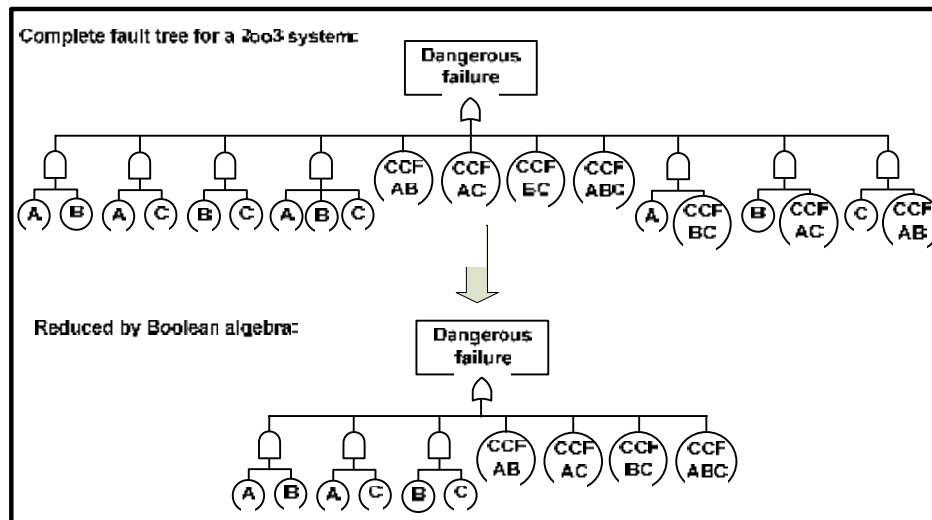 Complete fault tree for a 2oo3 system:
Dangerous
failure
CCF
AB
CCF
AC
CCF
BC
CCF
ABC
A
B
A
C
B
C
A
B
C
A
CCF
BC
B
CCF
AC
C
CCF
AB
Reduced by Boolean algebra:
Dangerous
failure
A
B
A
C
B
C
CCF
AB
CCF
AC
CCF
BC
CCF
ABC